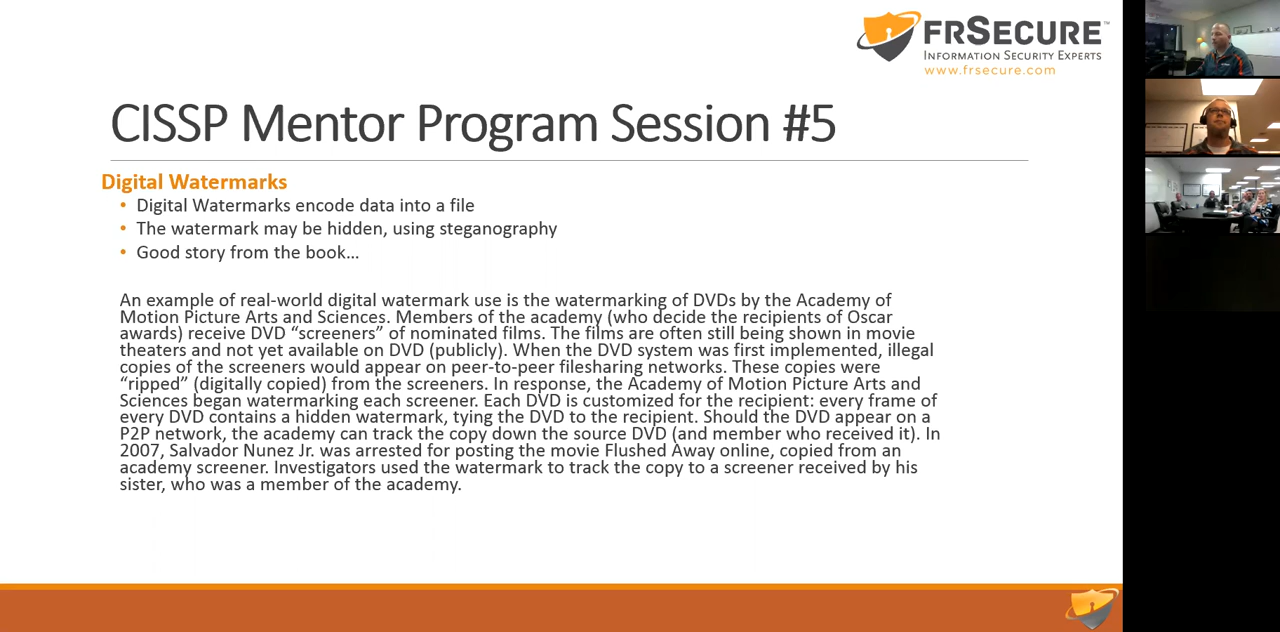 FRSECURE™
INFORMATION SECURITY EXPERTS
www.frsecure.com
CISSP Mentor Program Session #5
Digital Watermarks
• Digital Watermarks encode data into a file
• The watermark may be hidden, using steganography
• Good story from the book…
An example of real-world digital watermark use is the watermarking of DVDs by the Academy of
Motion Picture Arts and Sciences. Members of the academy (who decide the recipients of Oscar
awards) receive DVD “screeners” of nominated films. The films are often still being shown in movie
theaters and not yet available on DVD (publicly). When the DVD system was first implemented, illegal
copies of the screeners would appear on peer-to-peer filesharing networks. These copies were
“ripped” (digitally copied) from the screeners. In response, the Academy of Motion Picture Arts and
Sciences began watermarking each screener. Each DVD is customized for the recipient: every frame of
every DVD contains a hidden watermark, tying the DVD to the recipient. Should the DVD appear on a
P2P network, the academy can track the copy down the source DVD (and member who received it). In
2007, Salvador Nunez Jr. was arrested for posting the movie Flushed Away online, copied from an
academy screener. Investigators used the watermark to track the copy to a screener received by his
sister, who was a member of the academy.